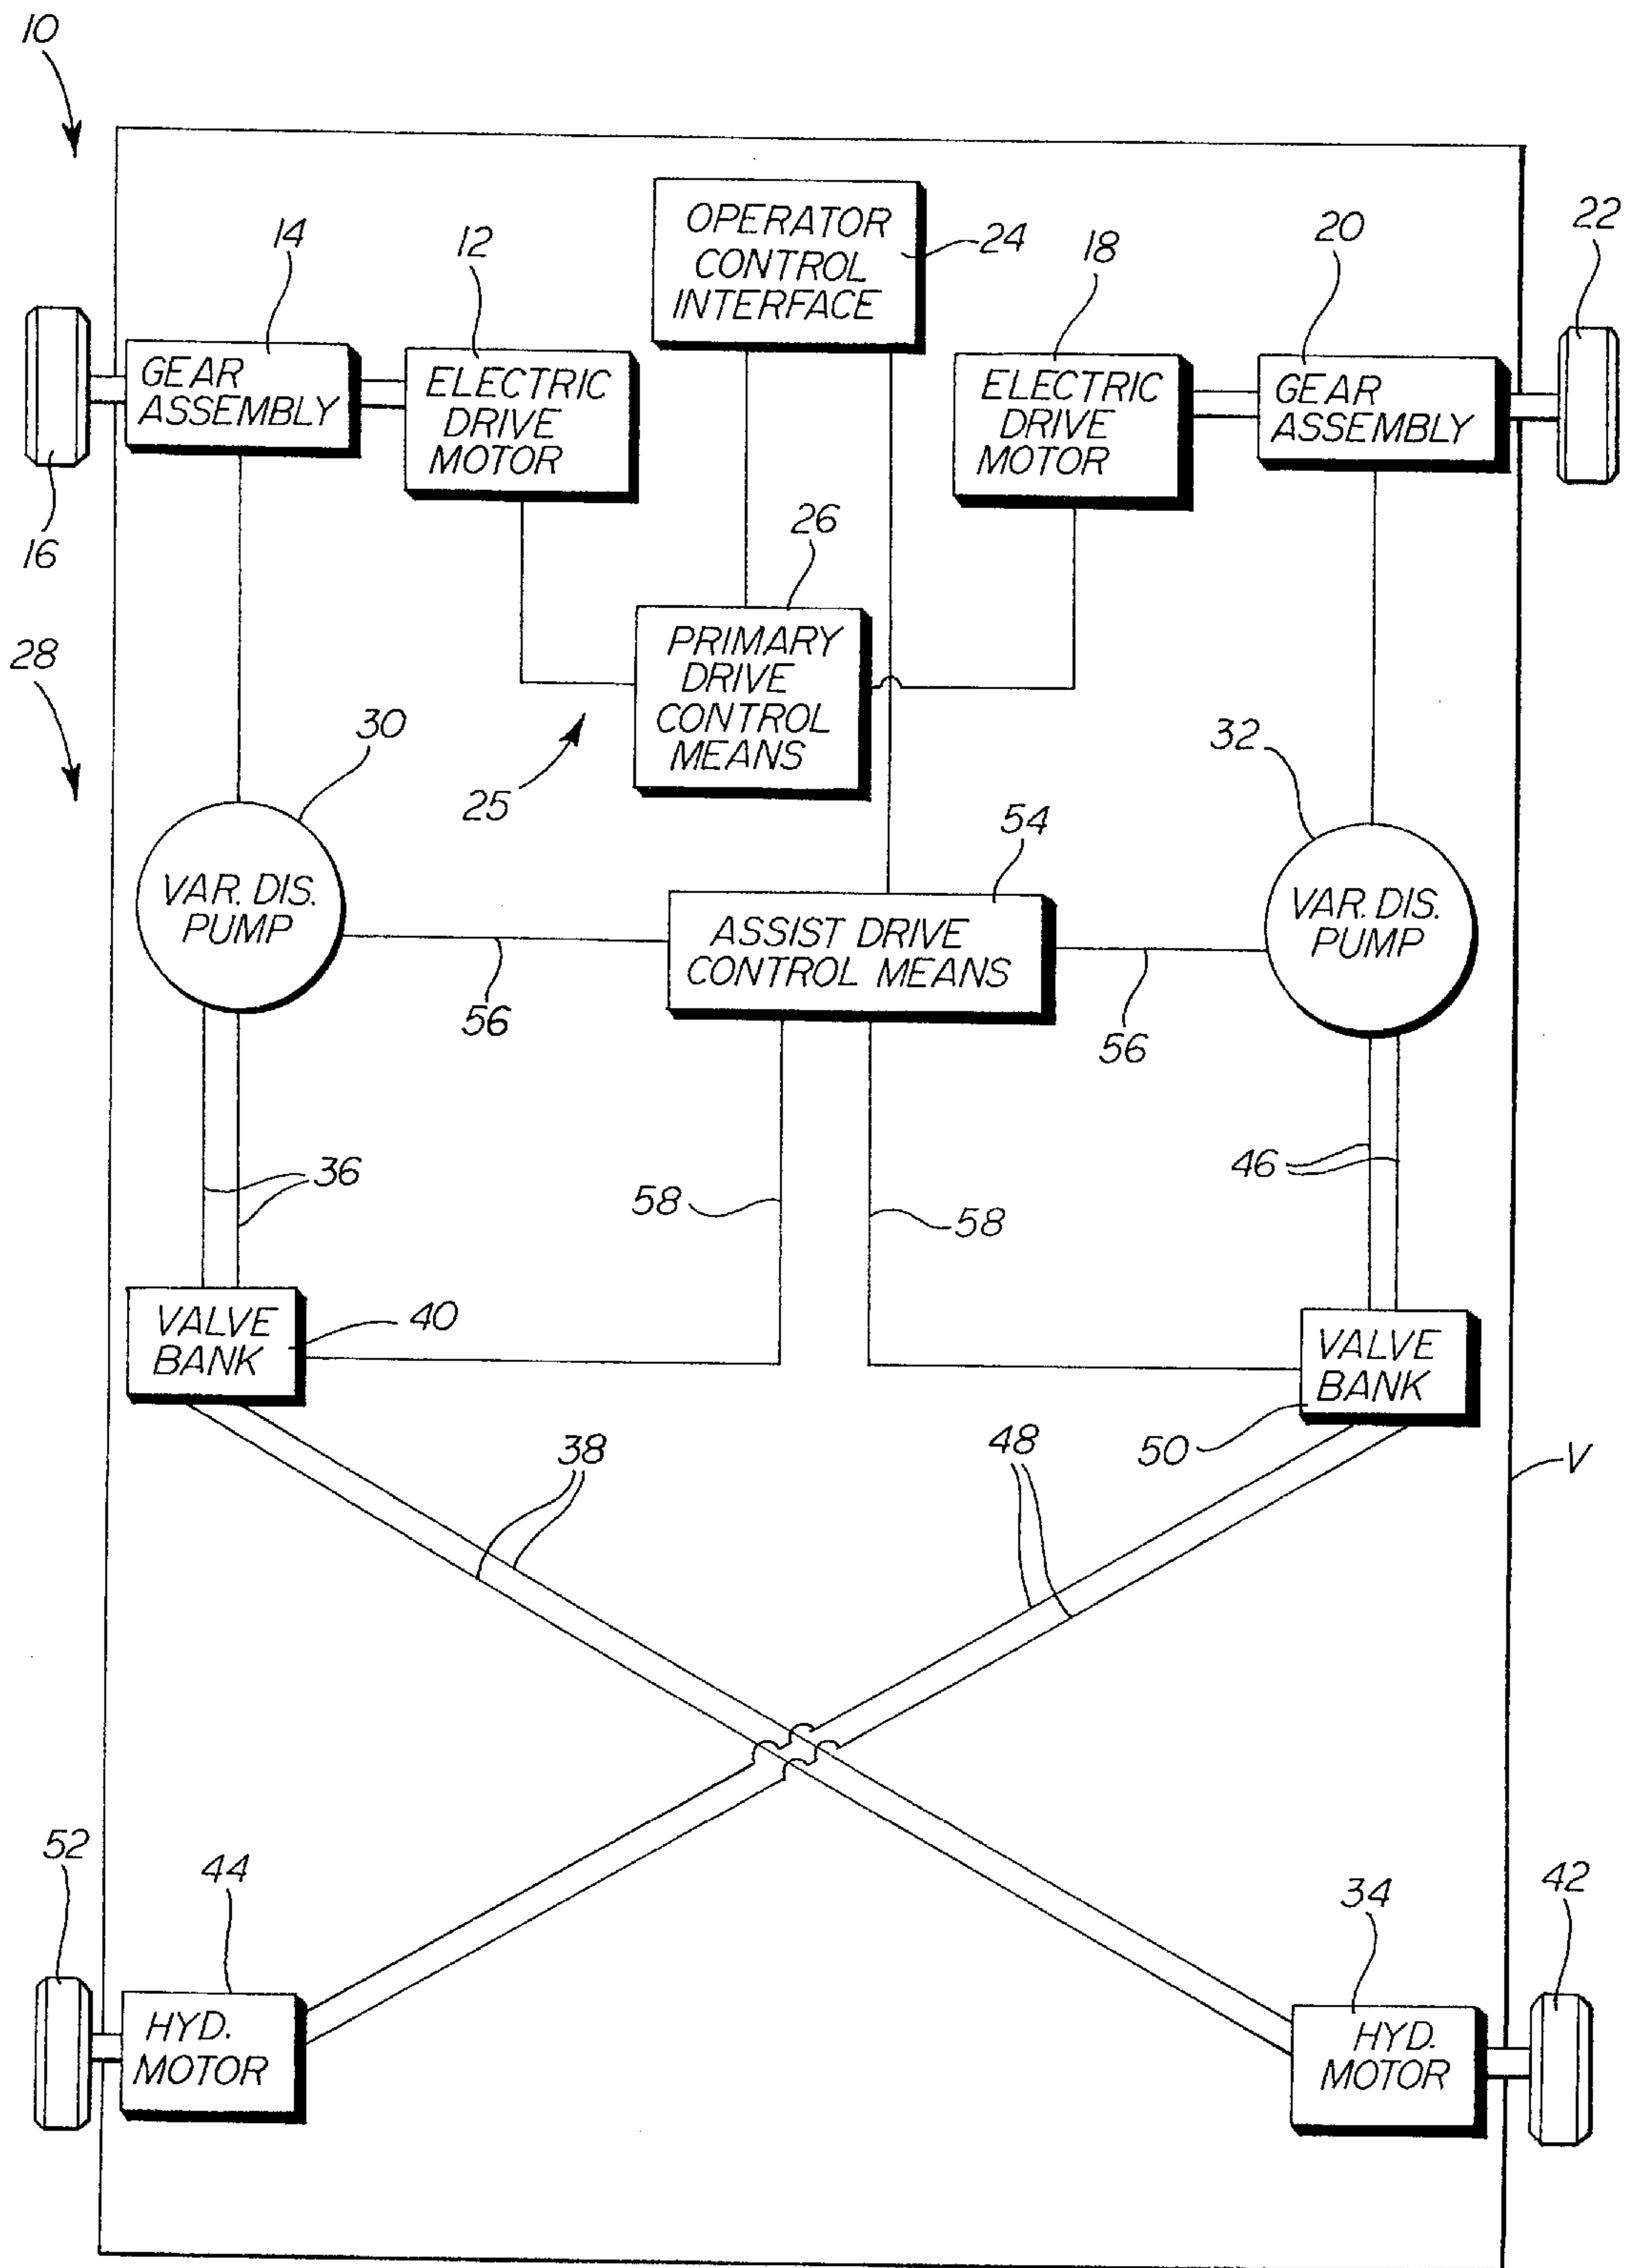 10
OPERATOR
CONTROL
INTERFACE
24
14
12
18
20
22
GEAR
ASSEMBLY
ELECTRIC
DRIVE
MOTOR
ELECTRIC
DRIVE
MOTOR
GEAR
ASSEMBLY
16
26
28
PRIMARY
DRIVE
CONTROL
MEANS
25
30
32
54
VAR. DIS.
PUMP
ASSIST DRIVE
CONTROL MEANS
VAR. DIS.
PUMP
56
56
36
58
58
46
VALVE
BANK
40
VALVE
BANK
50
38
48
V
52
44
34
42
HYD.
MOTOR
HYD.
MOTOR